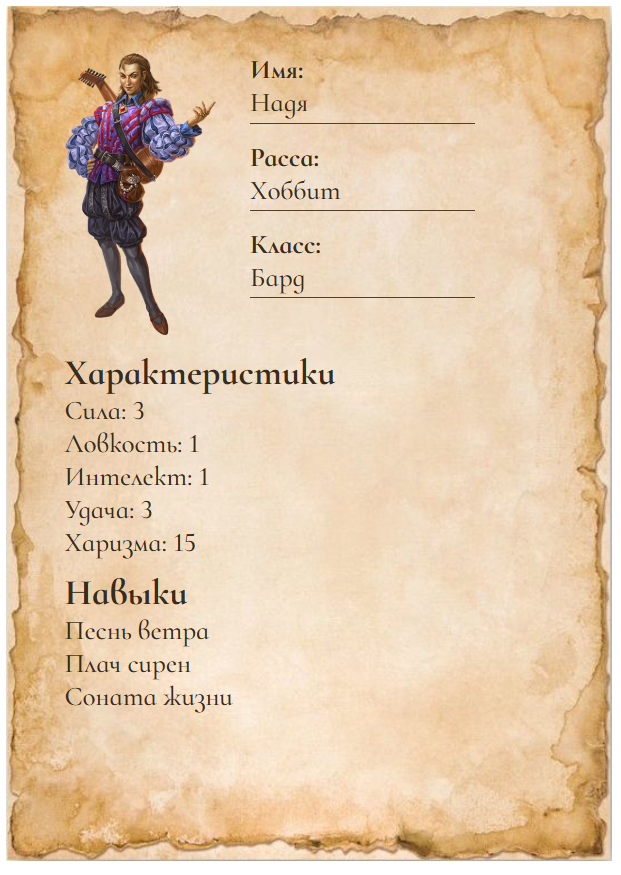 Имя:
Надя
Расса:
Хоббит
Класс:
Бард
Характеристики
Сила: 3
Ловкость: 1
Интелект: 1
Удача: 3
Харизма: 15
Навыки
Песнь ветра
Плач сирен
Соната жизни